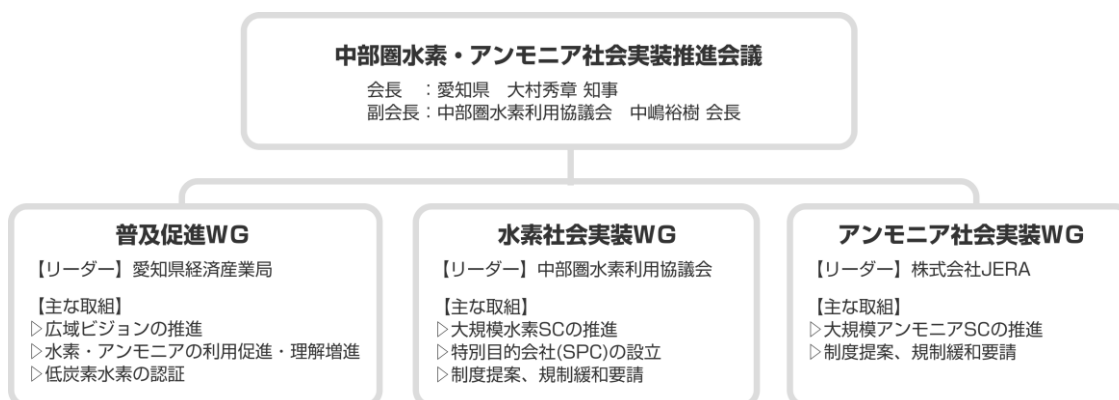 中部圏水素・アンモニア社会実装推進会議
会長　：愛知県　大村秀章 知事
副会長：中部圏水素利用協議会　中嶋裕樹 会長
普及促進WG
【リーダー】愛知県経済産業局
【主な取組】
▷広域ビジョンの推進
▷水素・アンモニアの利用促進・理解増進
▷低炭素水素の認証
水素社会実装WG
【リーダー】中部圏水素利用協議会
【主な取組】
▷大規模水素SCの推進
▷特別目的会社(SPC)の設立
▷制度提案、規制緩和要請
アンモニア社会実装WG
【リーダー】株式会社JERA
【主な取組】
▷大規模アンモニアSCの推進
▷制度提案、規制緩和要請